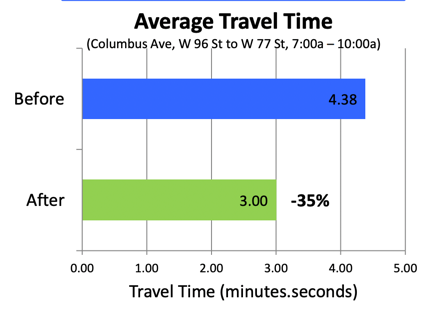 Average Travel Time
(Columbus Ave, W 96 St to W 77 St, 7:00a – 10:00a)
Before
4.38
After
3.00
-35%
0.00 1.00 2.00 3.00 4.00 5.00
Travel Time (minutes.seconds)